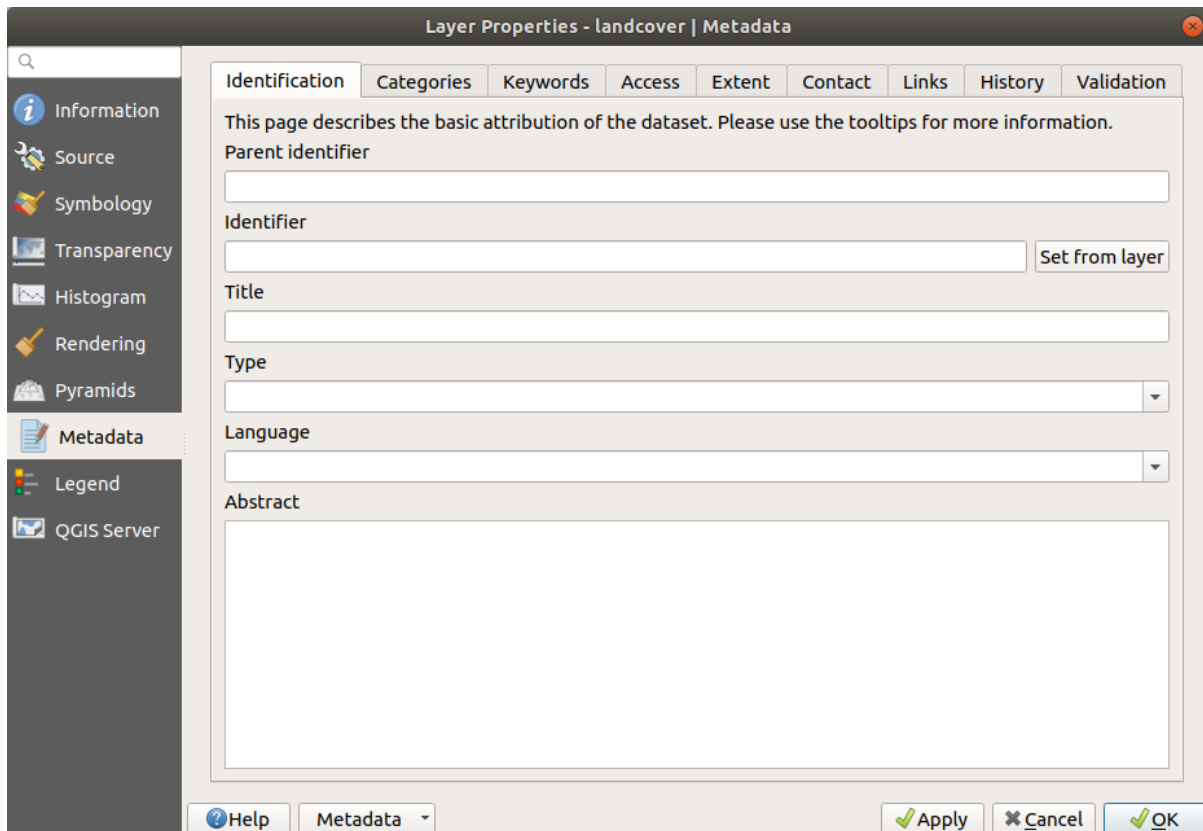 Layer Properties - landcover | Metadata
Information
Source
Symbology
Transparency
Histogram
Rendering
Pyramids
Metadata
Legend
QGIS Server
Identification Categories Keywords Access Extent Contact Links History Validation
This page describes the basic attribution of the dataset. Please use the tooltips for more information.
Parent identifier
Identifier
Set from layer
Title
Type
Language
Abstract
Help Metadata Apply Cancel OK